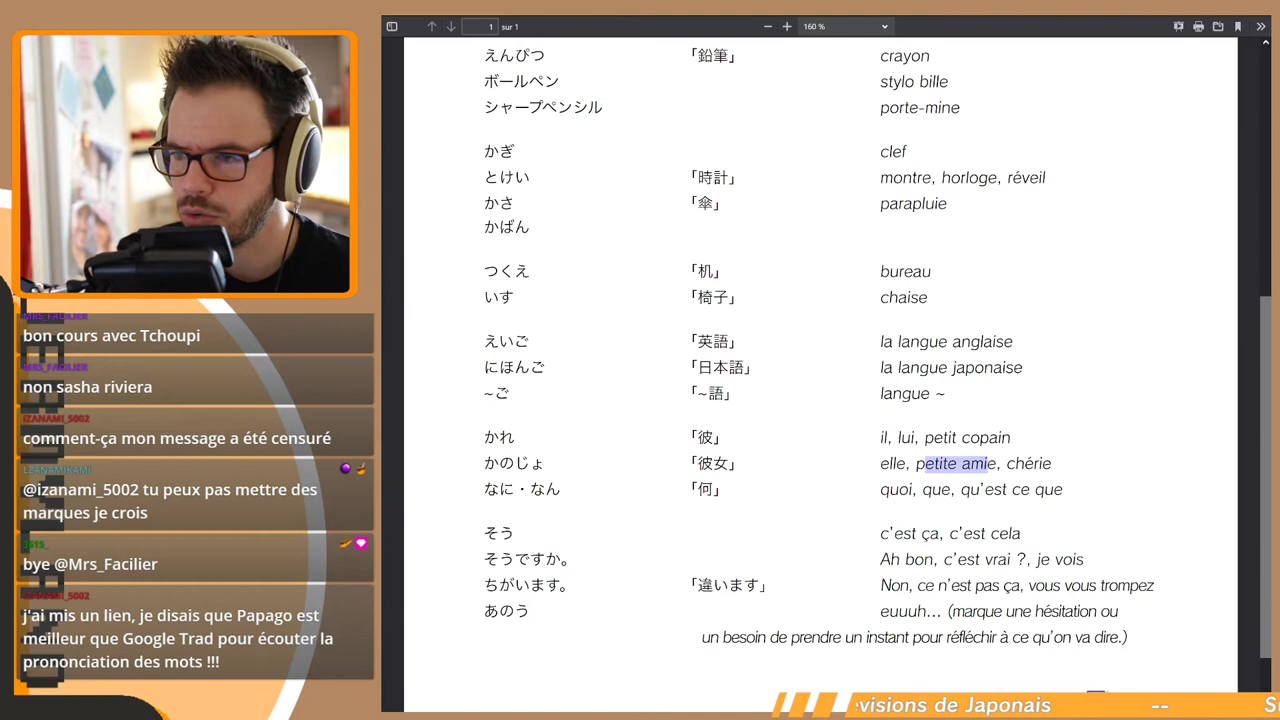 1 sur 1 160 %
えんぴつ 「鉛筆」 crayon
ボールペン stylo bille
シャープペンシル porte-mine
かぎ clef
とけい 「時計」 montre, horloge, réveil
かさ 「傘」 parapluie
かばん
つくえ 「机」 bureau
いす 「椅子」 chaise
えいご 「英語」 la langue anglaise
にほんご 「日本語」 la langue japonaise
~ご 「~語」 langue ~
かれ 「彼」 il, lui, petit copain
かのじょ 「彼女」 elle, petite amie, chérie
なに・なん 「何」 quoi, que, qu'est ce que
そう c'est ça, c'est cela
そうですか。 Ah bon, c'est vrai ?, je vois
ちがいます。 「違います」 Non, ce n'est pas ça, vous vous trompez
あのう euuuh… (marque une hésitation ou
un besoin de prendre un instant pour réfléchir à ce qu'on va dire.)
MRS_FACILIER
bon cours avec Tchoupi
MRS_FACILIER
non sasha riviera
IZANAMI_5002
comment-ça mon message a été censuré
LZANAMIKAMI
@izanami_5002 tu peux pas mettre des
marques je crois
bye @Mrs_Facilier
IZANAMI_5002
j'ai mis un lien, je disais que Papago est
meilleur que Google Trad pour écouter la
prononciation des mots !!!
evisions de Japonais -- S